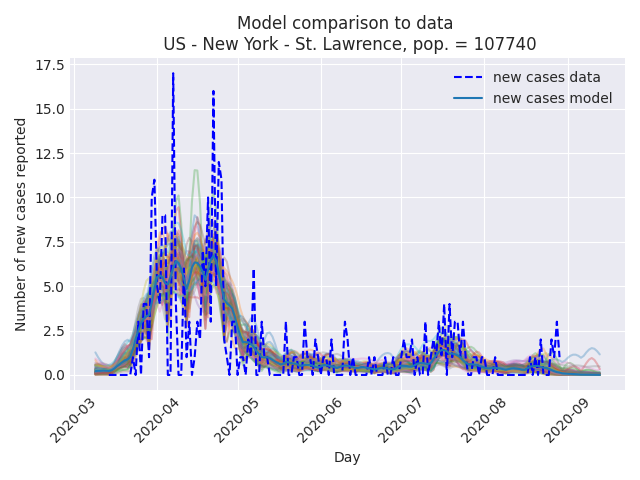 Model comparison to data
US - New York - St. Lawrence, pop. = 107740
17.5
15.0
12.5
10.0
7.5
5.0
2.5
0.0
Number of new cases reported
new cases data
new cases model
2020-03
2020-04
2020-05
2020-06
2020-07
2020-08
2020-09
Day